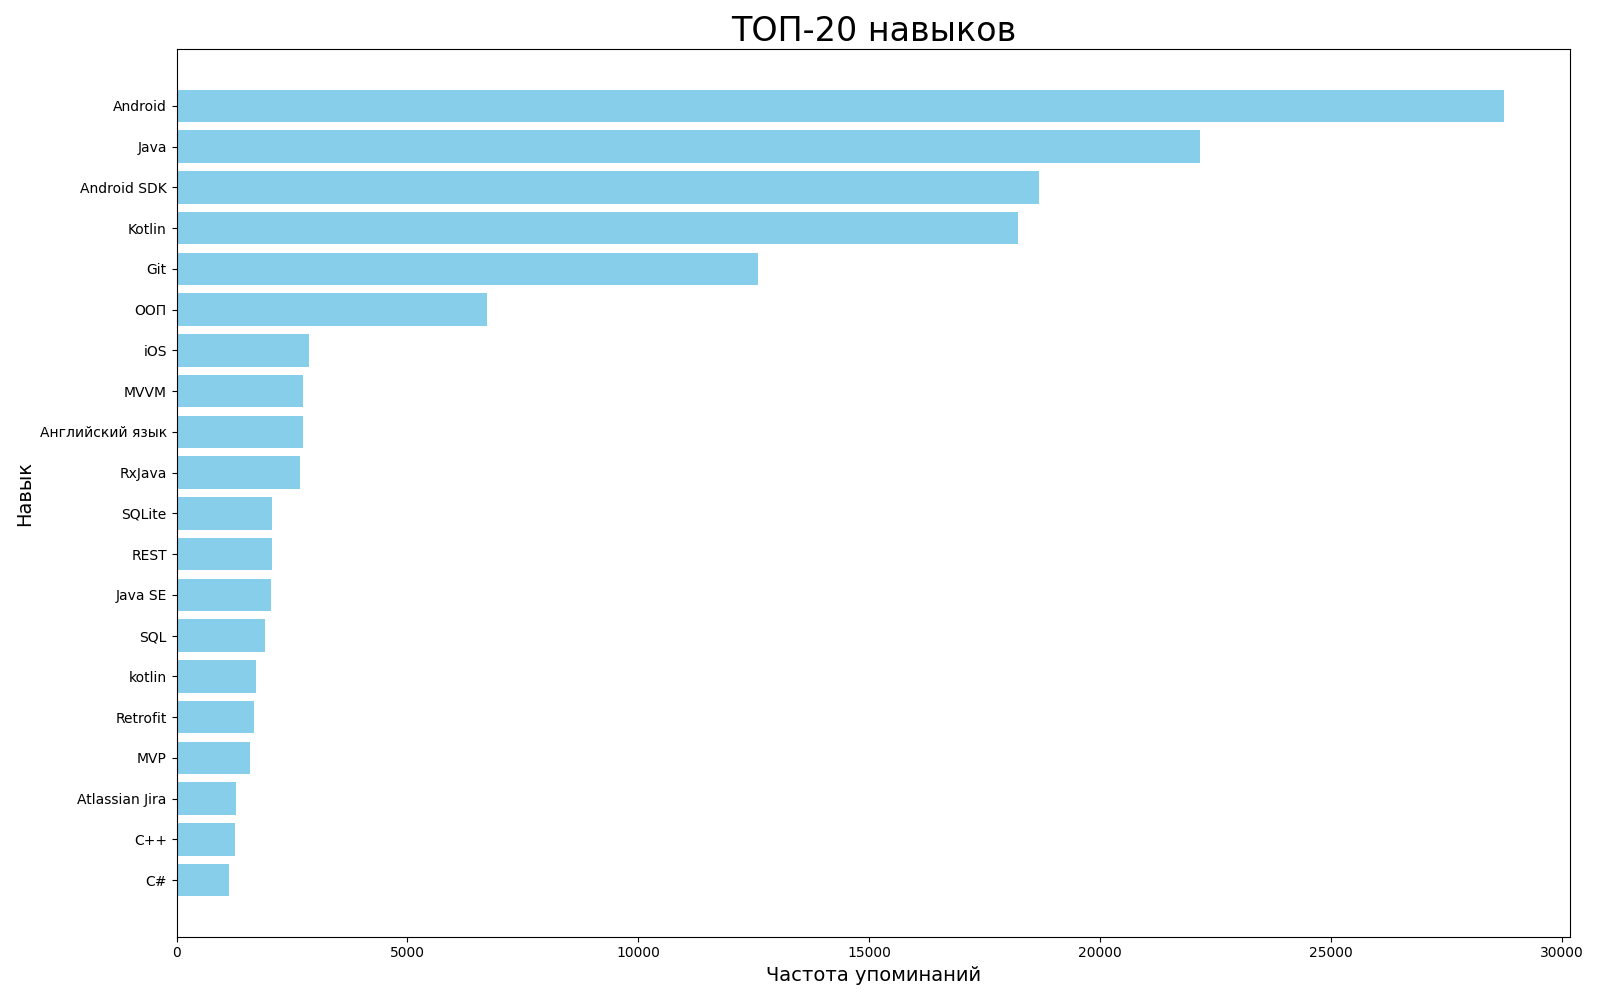 ТОП-20 навыков
Android
Java
Android SDK
Kotlin
Git
ООП
iOS
MVVM
Английский язык
RxJava
SQLite
REST
Java SE
SQL
kotlin
Retrofit
MVP
Atlassian Jira
C++
C#
Навык
0 5000 10000 15000 20000 25000 30000
Частота упоминаний